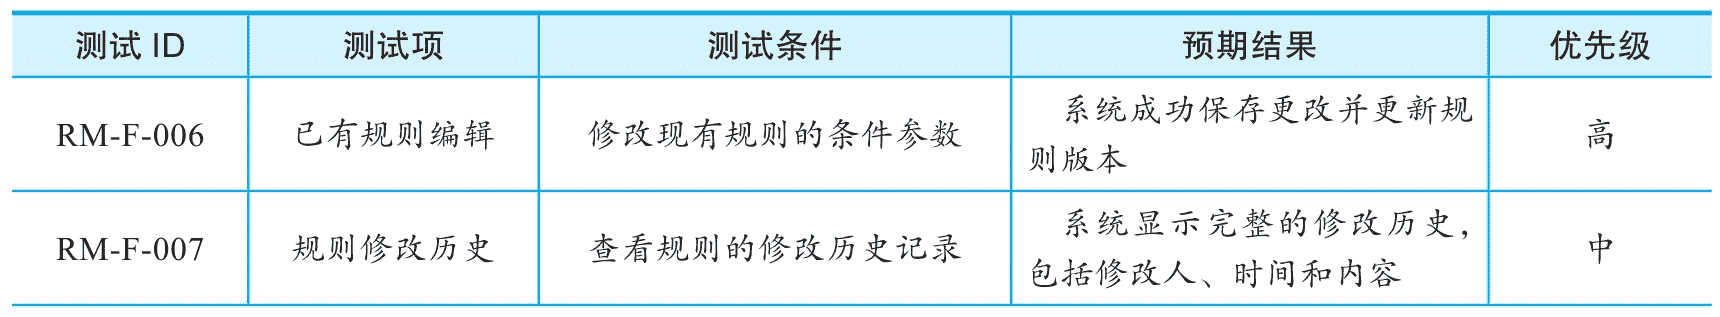 测试 ID 测试项 测试条件 预期结果 优先级
RM-F-006 已有规则编辑 修改现有规则的条件参数 系统成功保存更改并更新规
则版本 高
RM-F-007 规则修改历史 查看规则的修改历史记录 系统显示完整的修改历史，
包括修改人、时间和内容 中